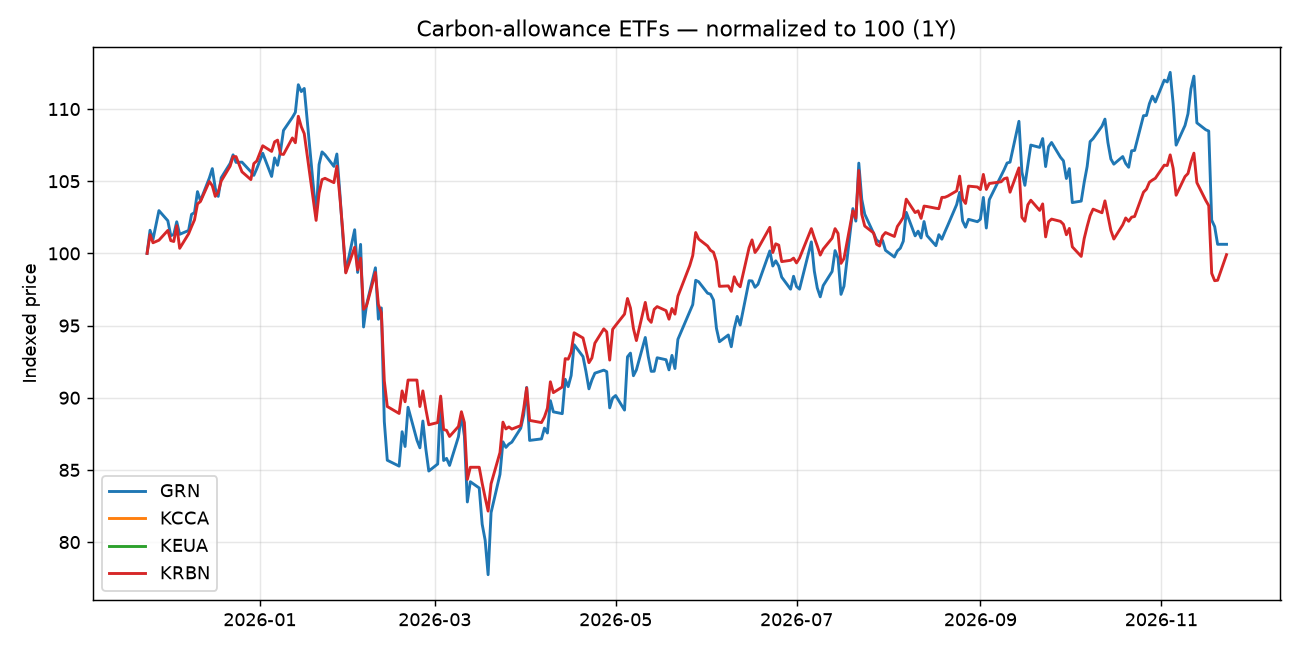 Carbon-allowance ETFs — normalized to 100 (1Y)
Indexed price
110
105
100
95
90
85
80
GRN
KCCA
KEUA
KRBN
2026-01
2026-03
2026-05
2026-07
2026-09
2026-11